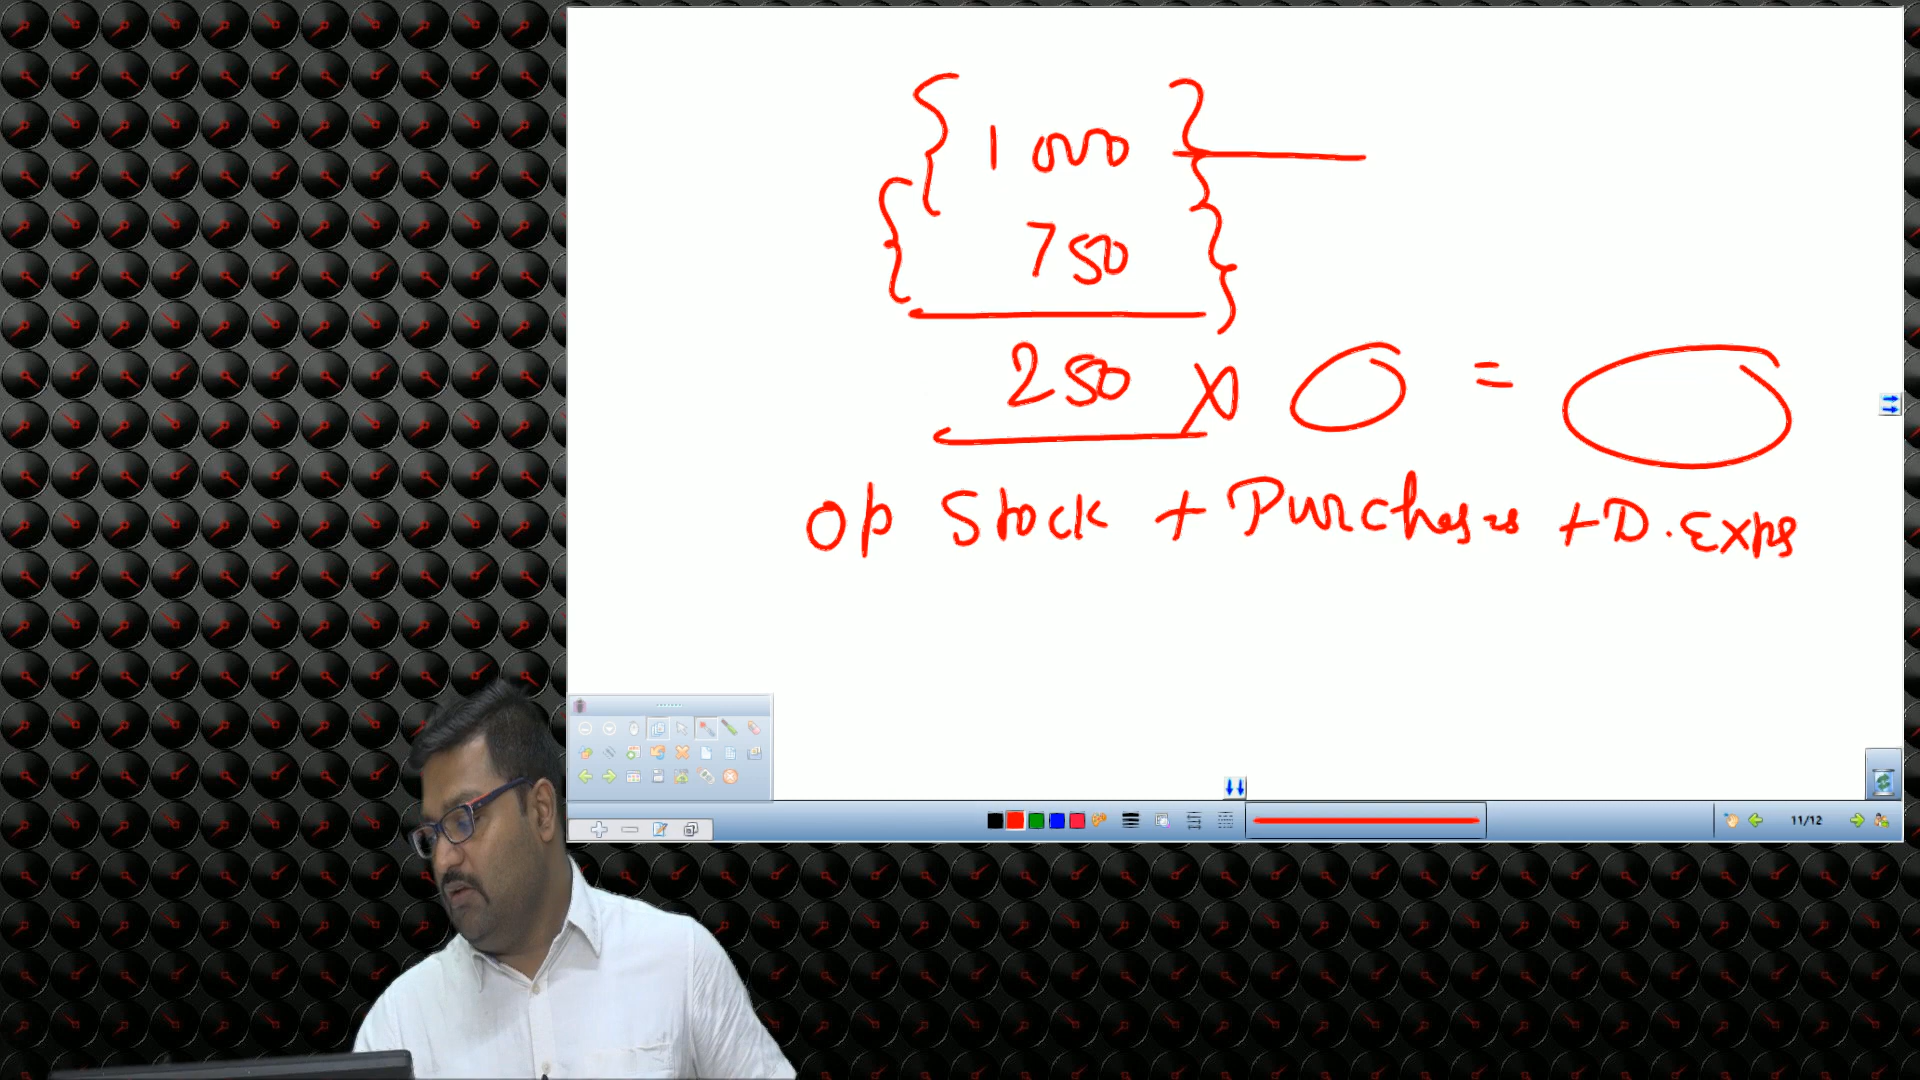 1000
750
250 × =
Op Stock + Purchases + D. Exps
11/12